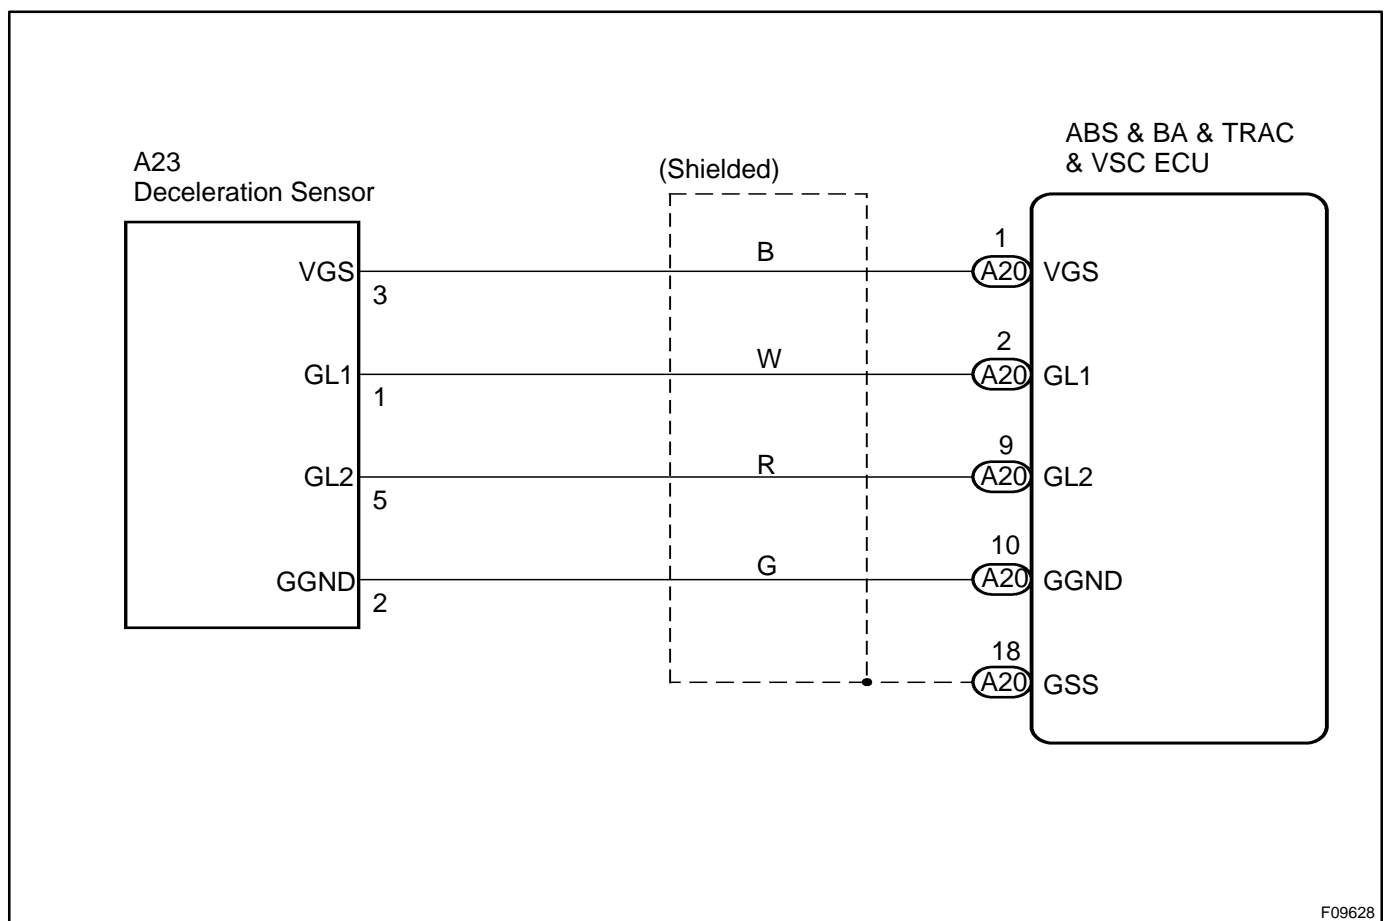 ABS & BA & TRAC
& VSC ECU
A23
Deceleration Sensor
(Shielded)
VGS
3
B
1
A20
VGS
GL1
1
W
2
A20
GL1
GL2
5
R
9
A20
GL2
GGND
2
G
10
A20
GGND
18
A20
GSS
F09628